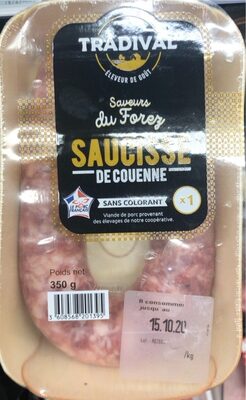 TRADIVAL
ÉLEVEUR DE GOÛT
Saveurs
du Forez
SAUCISSE
DE COUENNE
SANS COLORANT
x1
LE PORC
FRANÇAIS
Viande de porc provenant
des élevages de notre coopérative.
Poids net
350 g
3 608568 201395
A consommer
jusqu'au
15.10.20
/kg